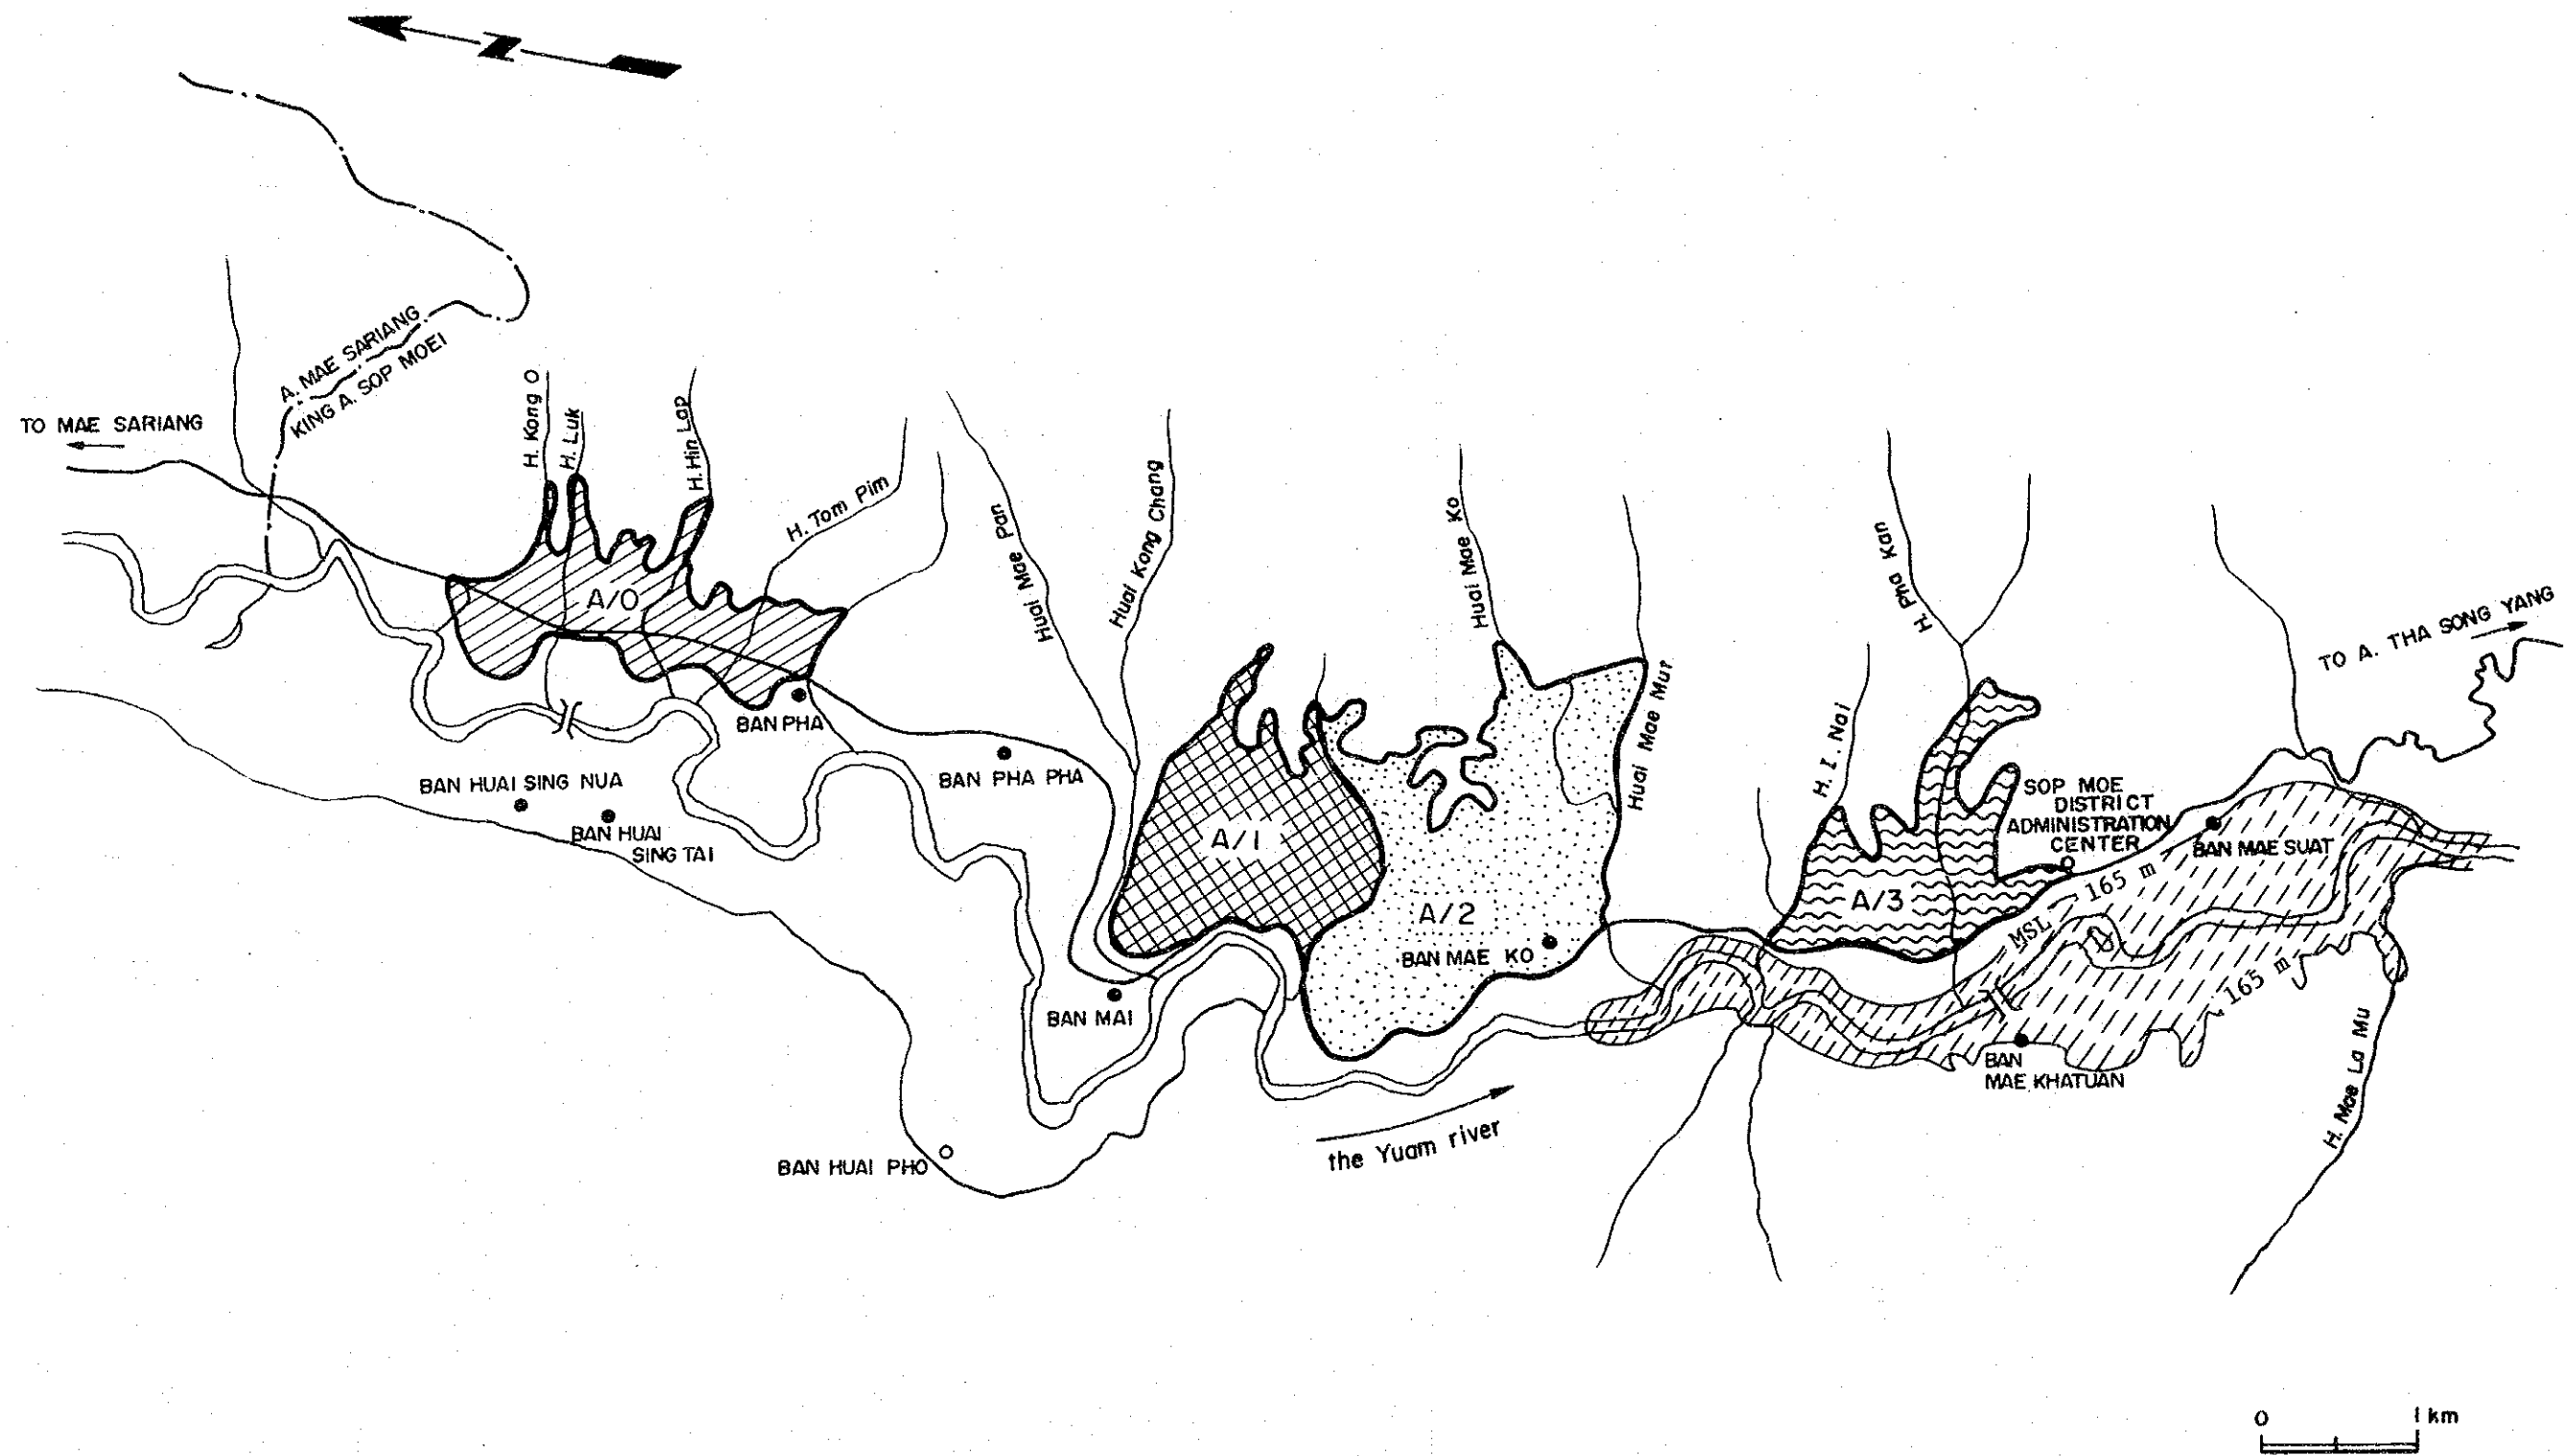 N
A. MAE SARIANG
KING A. SOP MOEI
TO MAE SARIANG
H. Kong O
H. Luk
H. Hin Lap
H. Tom Pim
Huai Mae Pan
Huai Kong Chang
Huai Mae Ko
Huai Mae Mut
H. I. Nai
H. Pha Kan
TO A. THA SONG YANG
A/O
BAN PHA
BAN PHA PHA
BAN HUAI SING NUA
BAN HUAI
SING TAI
A/1
A/2
BAN MAE KO
A/3
SOP MOE
DISTRICT
ADMINISTRATION
CENTER
BAN MAE SUAT
MSL 165 m
165 m
BAN MAI
BAN
MAE KHATUAN
H. Mae La Mu
BAN HUAI PHO
the Yuam river
0 1 km